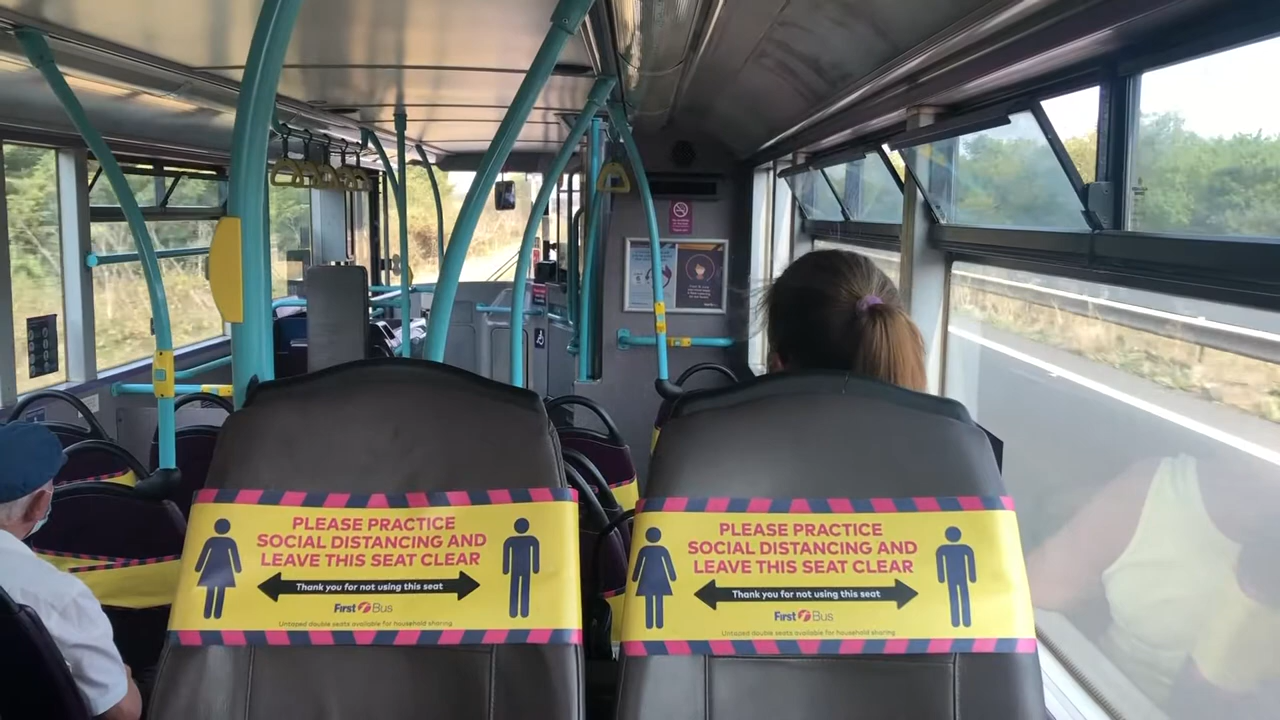 PLEASE PRACTICE
SOCIAL DISTANCING AND
LEAVE THIS SEAT CLEAR
Thank you for not using this seat
First Bus
Untaped double seats available for household sharing
PLEASE PRACTICE
SOCIAL DISTANCING AND
LEAVE THIS SEAT CLEAR
Thank you for not using this seat
First Bus
Untaped double seats available for household sharing